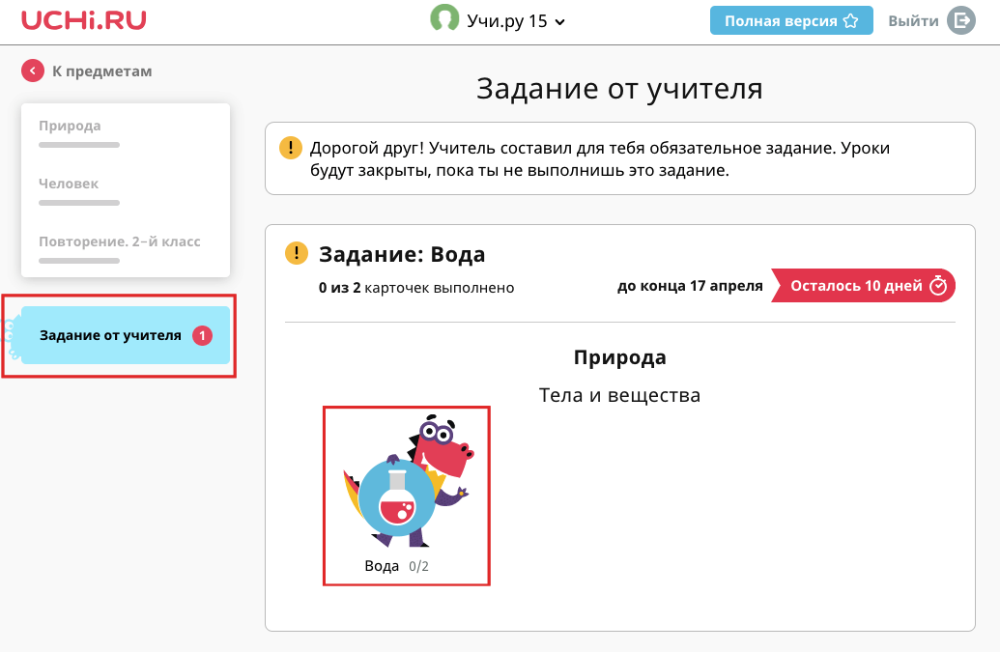 UCHi.RU
Учи.ру 15
Полная версия
Выйти
К предметам
Природа
Человек
Повторение. 2-й класс
Задание от учителя 1
Задание от учителя
! Дорогой друг! Учитель составил для тебя обязательное задание. Уроки
будут закрыты, пока ты не выполнишь это задание.
! Задание: Вода
0 из 2 карточек выполнено
до конца 17 апреля
Осталось 10 дней
Природа
Тела и вещества
Вода 0/2